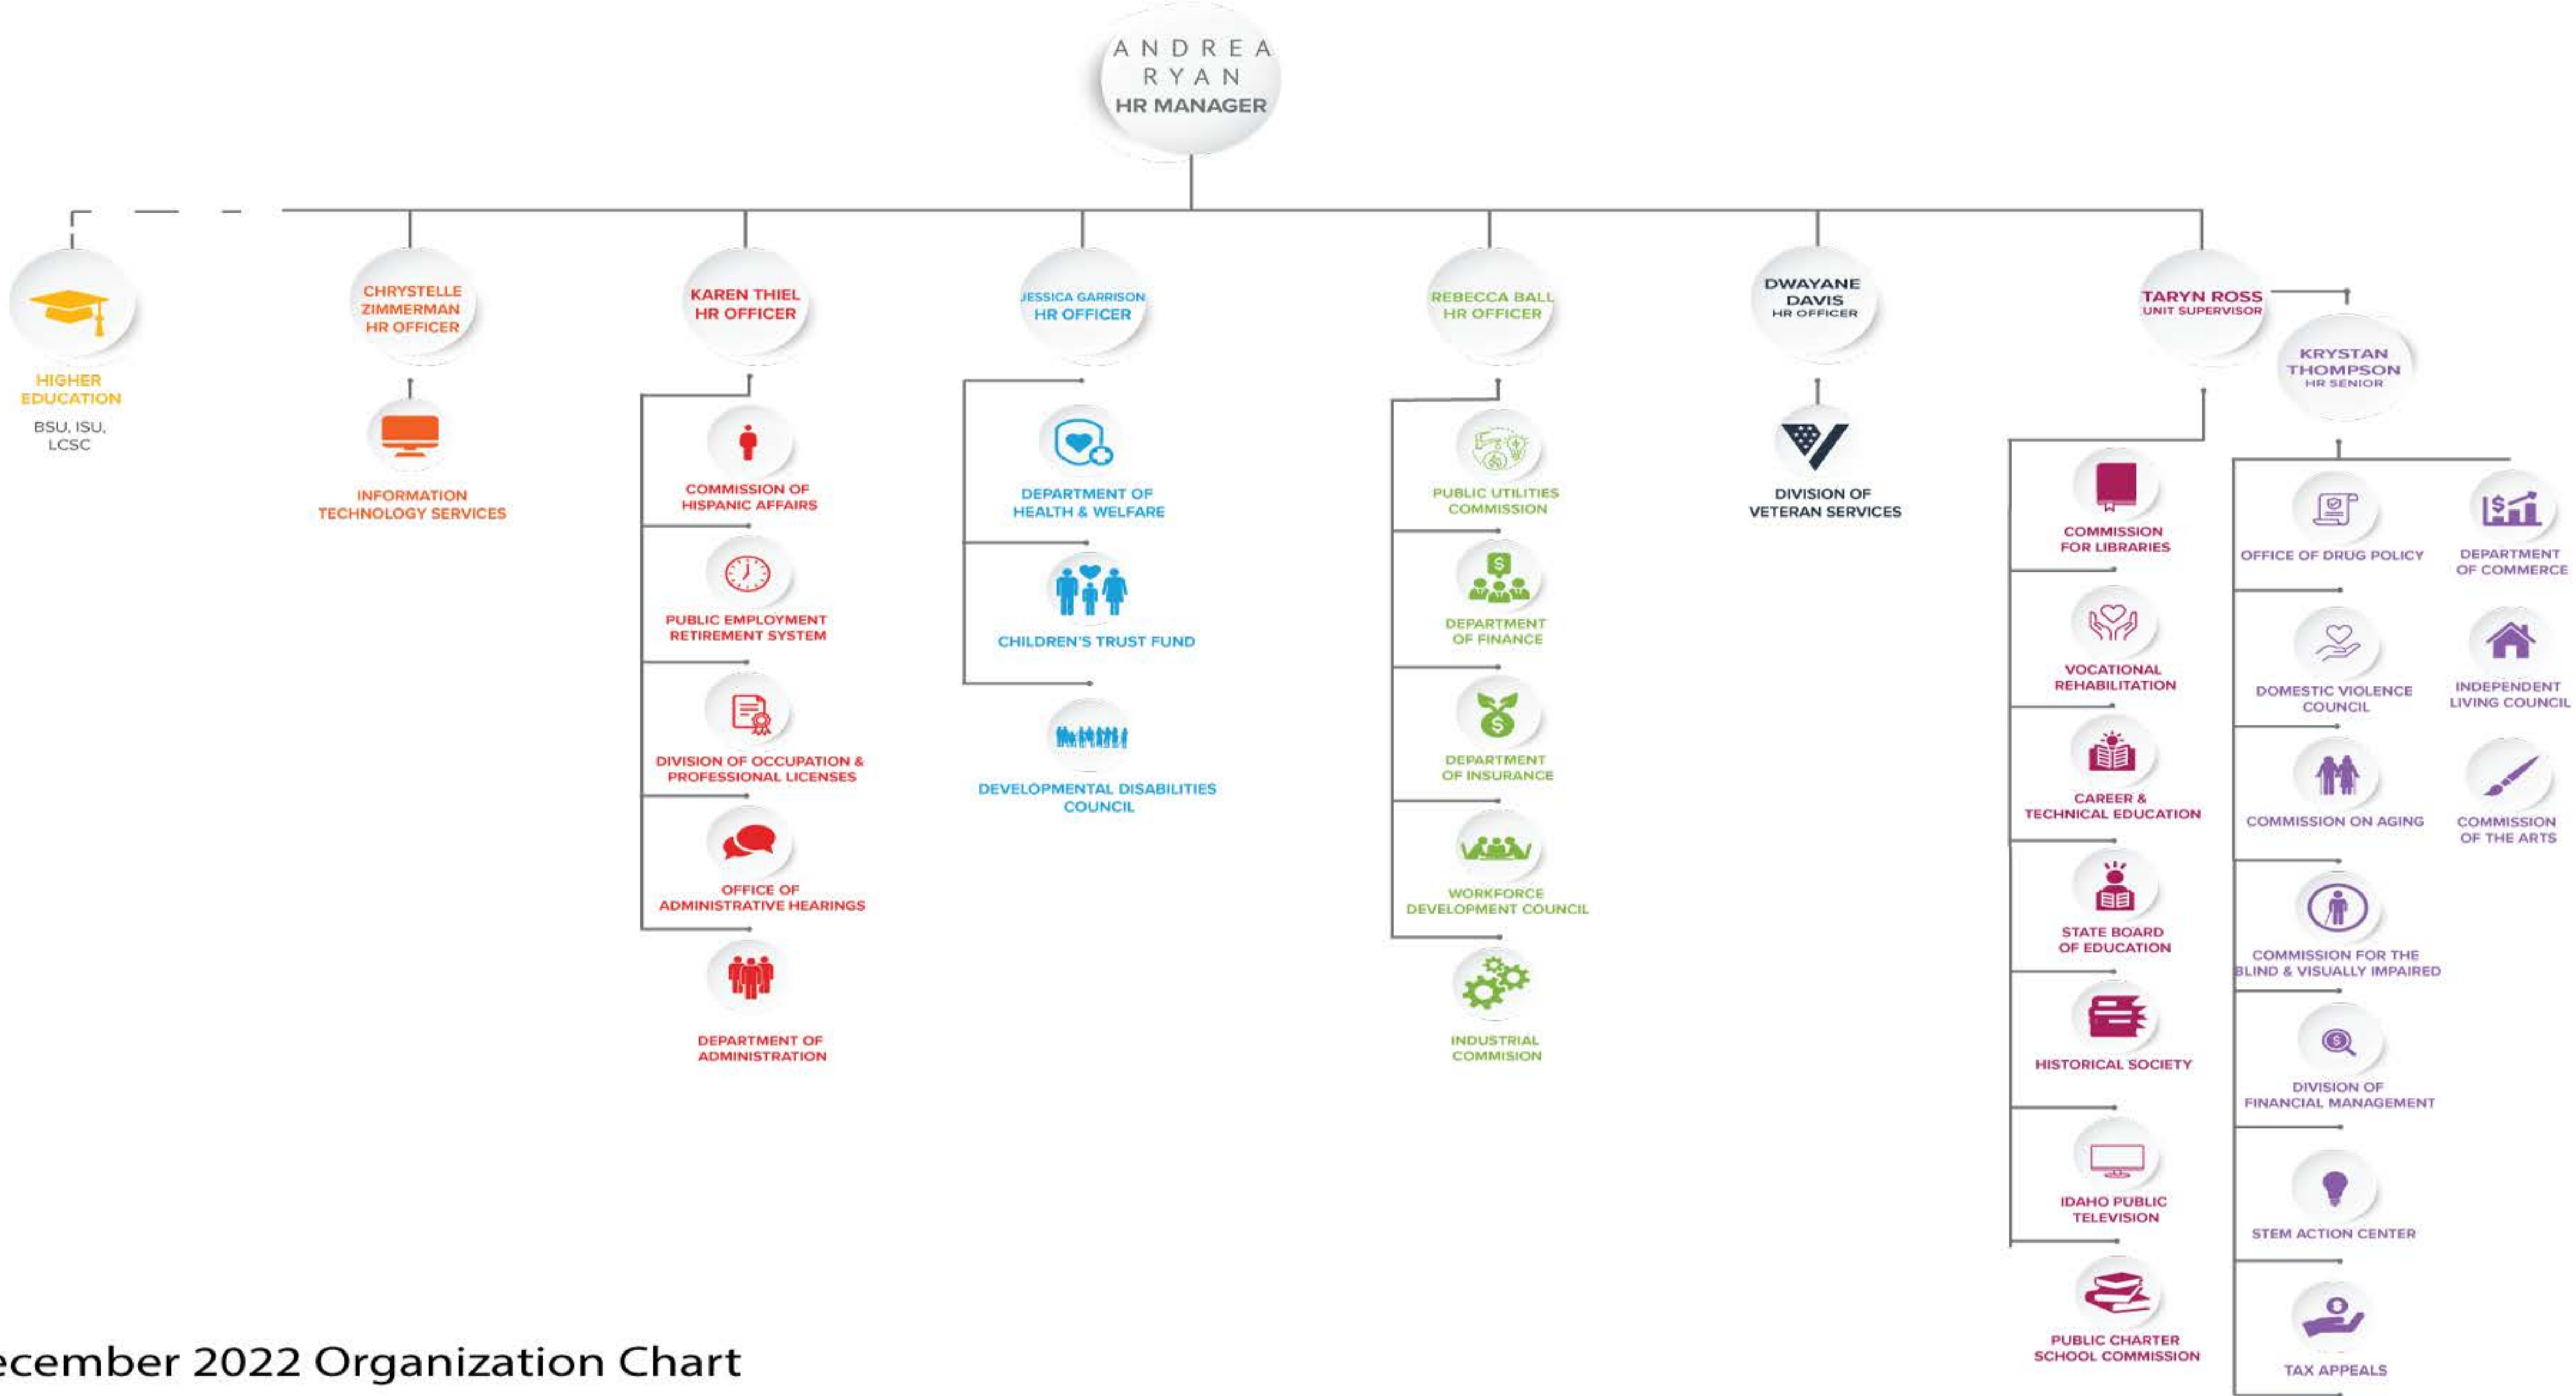 ANDREA
RYAN
HR MANAGER
HIGHER
EDUCATION
BSU, ISU,
LCSC
CHRYSTELLE
ZIMMERMAN
HR OFFICER
INFORMATION
TECHNOLOGY SERVICES
KAREN THIEL
HR OFFICER
COMMISSION OF
HISPANIC AFFAIRS
PUBLIC EMPLOYMENT
RETIREMENT SYSTEM
DIVISION OF OCCUPATION &
PROFESSIONAL LICENSES
OFFICE OF
ADMINISTRATIVE HEARINGS
DEPARTMENT OF
ADMINISTRATION
JESSICA GARRISON
HR OFFICER
DEPARTMENT OF
HEALTH & WELFARE
CHILDREN'S TRUST FUND
DEVELOPMENTAL DISABILITIES
COUNCIL
REBECCA BALL
HR OFFICER
PUBLIC UTILITIES
COMMISSION
DEPARTMENT
OF FINANCE
DEPARTMENT
OF INSURANCE
WORKFORCE
DEVELOPMENT COUNCIL
INDUSTRIAL
COMMISION
DWAYANE
DAVIS
HR OFFICER
DIVISION OF
VETERAN SERVICES
TARYN ROSS
UNIT SUPERVISOR
COMMISSION
FOR LIBRARIES
VOCATIONAL
REHABILITATION
CAREER &
TECHNICAL EDUCATION
STATE BOARD
OF EDUCATION
HISTORICAL SOCIETY
IDAHO PUBLIC
TELEVISION
PUBLIC CHARTER
SCHOOL COMMISSION
KRYSTAN
THOMPSON
HR SENIOR
OFFICE OF DRUG POLICY
DOMESTIC VIOLENCE
COUNCIL
COMMISSION ON AGING
COMMISSION FOR THE
BLIND & VISUALLY IMPAIRED
DIVISION OF
FINANCIAL MANAGEMENT
STEM ACTION CENTER
TAX APPEALS
DEPARTMENT
OF COMMERCE
INDEPENDENT
LIVING COUNCIL
COMMISSION
OF THE ARTS
ecember 2022 Organization Chart